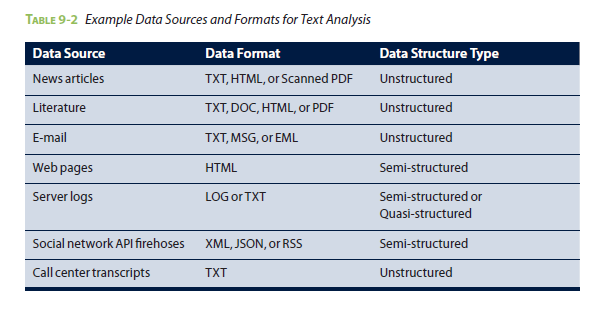 TABLE 9-2 Example Data Sources and Formats for Text Analysis
Data Source Data Format Data Structure Type
News articles TXT, HTML, or Scanned PDF Unstructured
Literature TXT, DOC, HTML, or PDF Unstructured
E-mail TXT, MSG, or EML Unstructured
Web pages HTML Semi-structured
Server logs LOG or TXT Semi-structured or
Quasi-structured
Social network API firehoses XML, JSON, or RSS Semi-structured
Call center transcripts TXT Unstructured